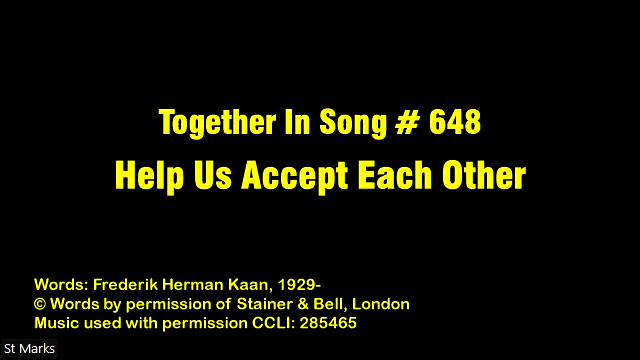 Together In Song # 648
Help Us Accept Each Other
Words: Frederik Herman Kaan, 1929-
© Words by permission of Stainer & Bell, London
Music used with permission CCLI: 285465
St Marks